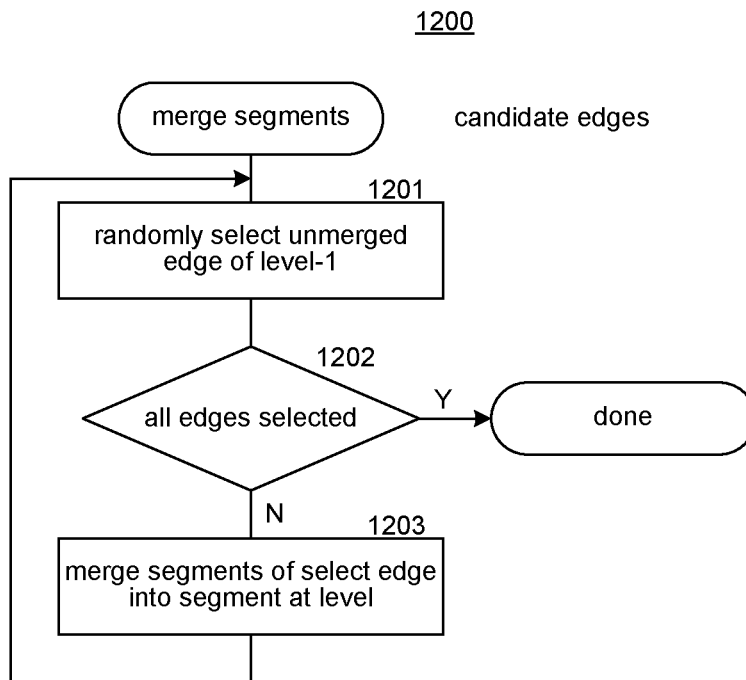 1200
merge segments
candidate edges
1201
randomly select unmerged
edge of level-1
1202
all edges selected
Y
done
N
1203
merge segments of select edge
into segment at level